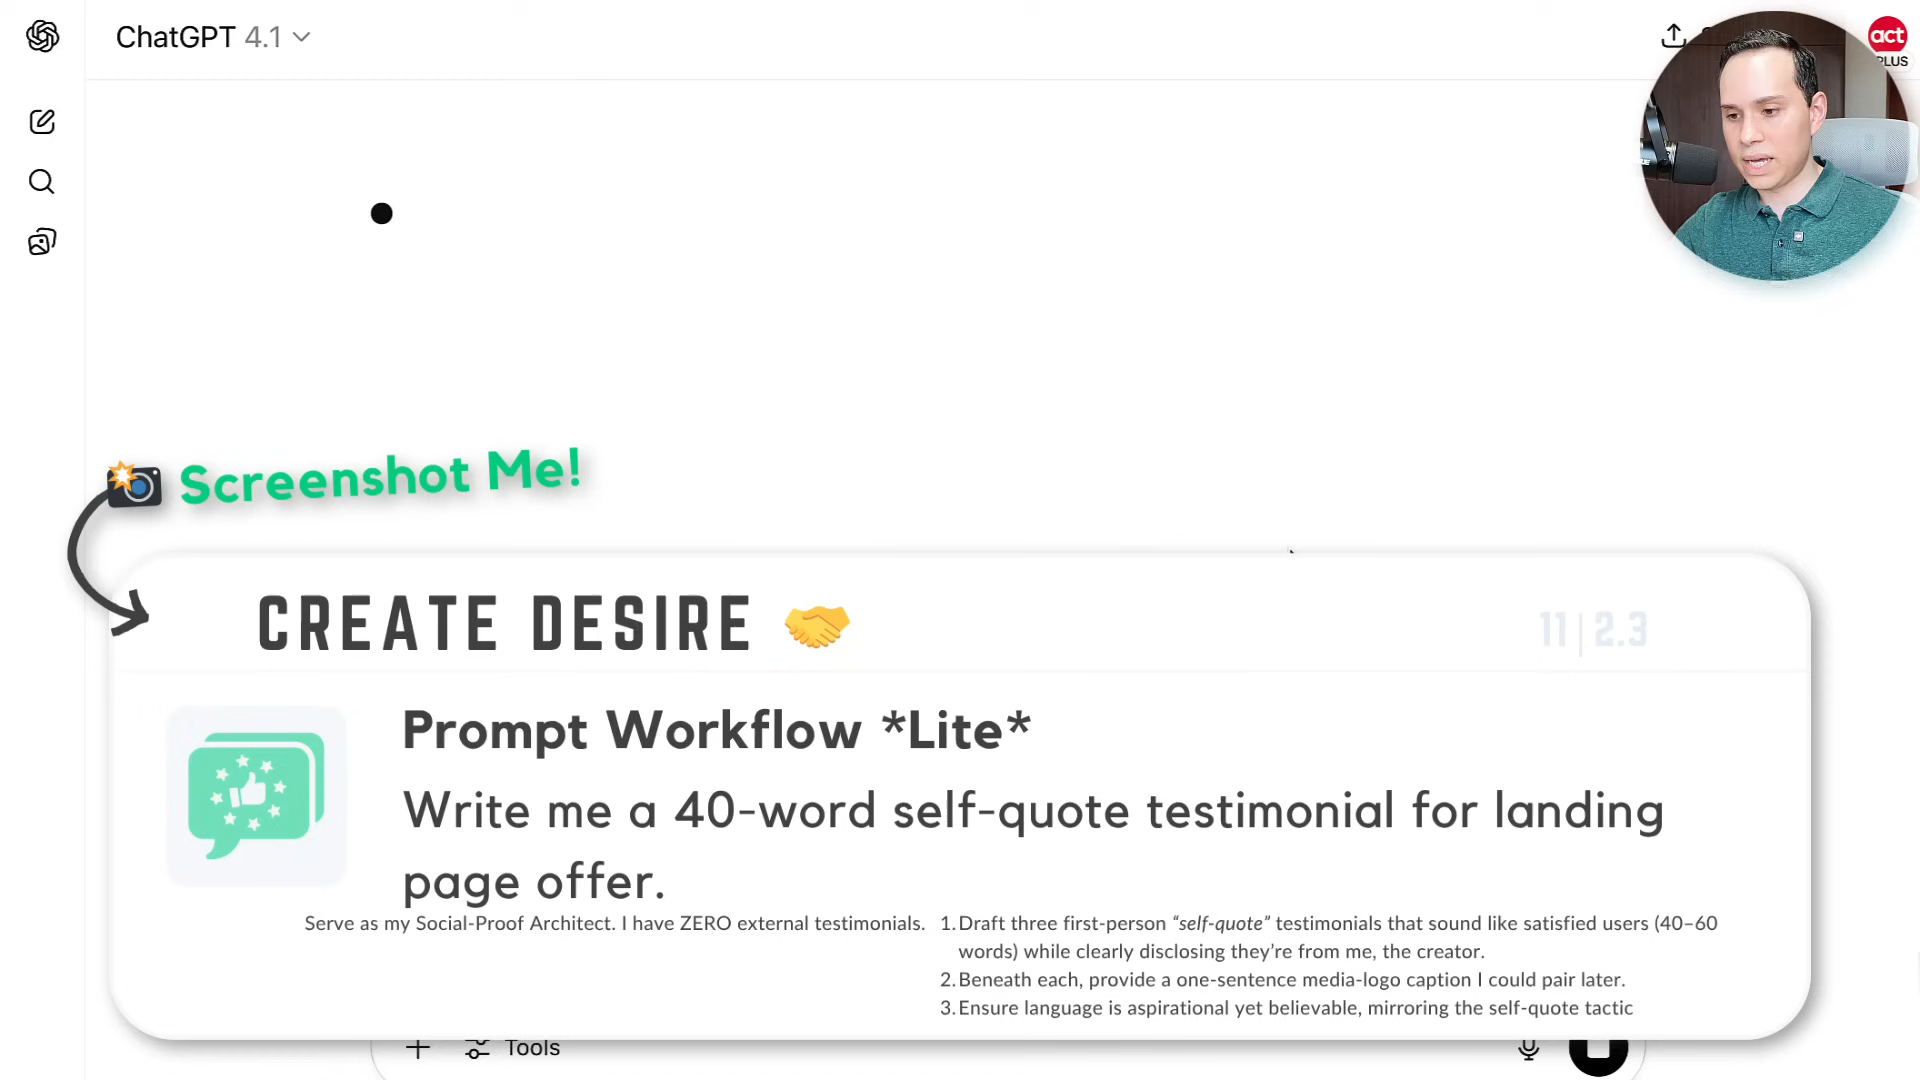 ChatGPT 4.1
act
PLUS
Screenshot Me!
CREATE DESIRE
11|2.3
Prompt Workflow *Lite*
Write me a 40-word self-quote testimonial for landing
page offer.
Serve as my Social-Proof Architect. I have ZERO external testimonials.
1. Draft three first-person “self-quote” testimonials that sound like satisfied users (40–60
words) while clearly disclosing they’re from me, the creator.
2. Beneath each, provide a one-sentence media-logo caption I could pair later.
3. Ensure language is aspirational yet believable, mirroring the self-quote tactic
Tools